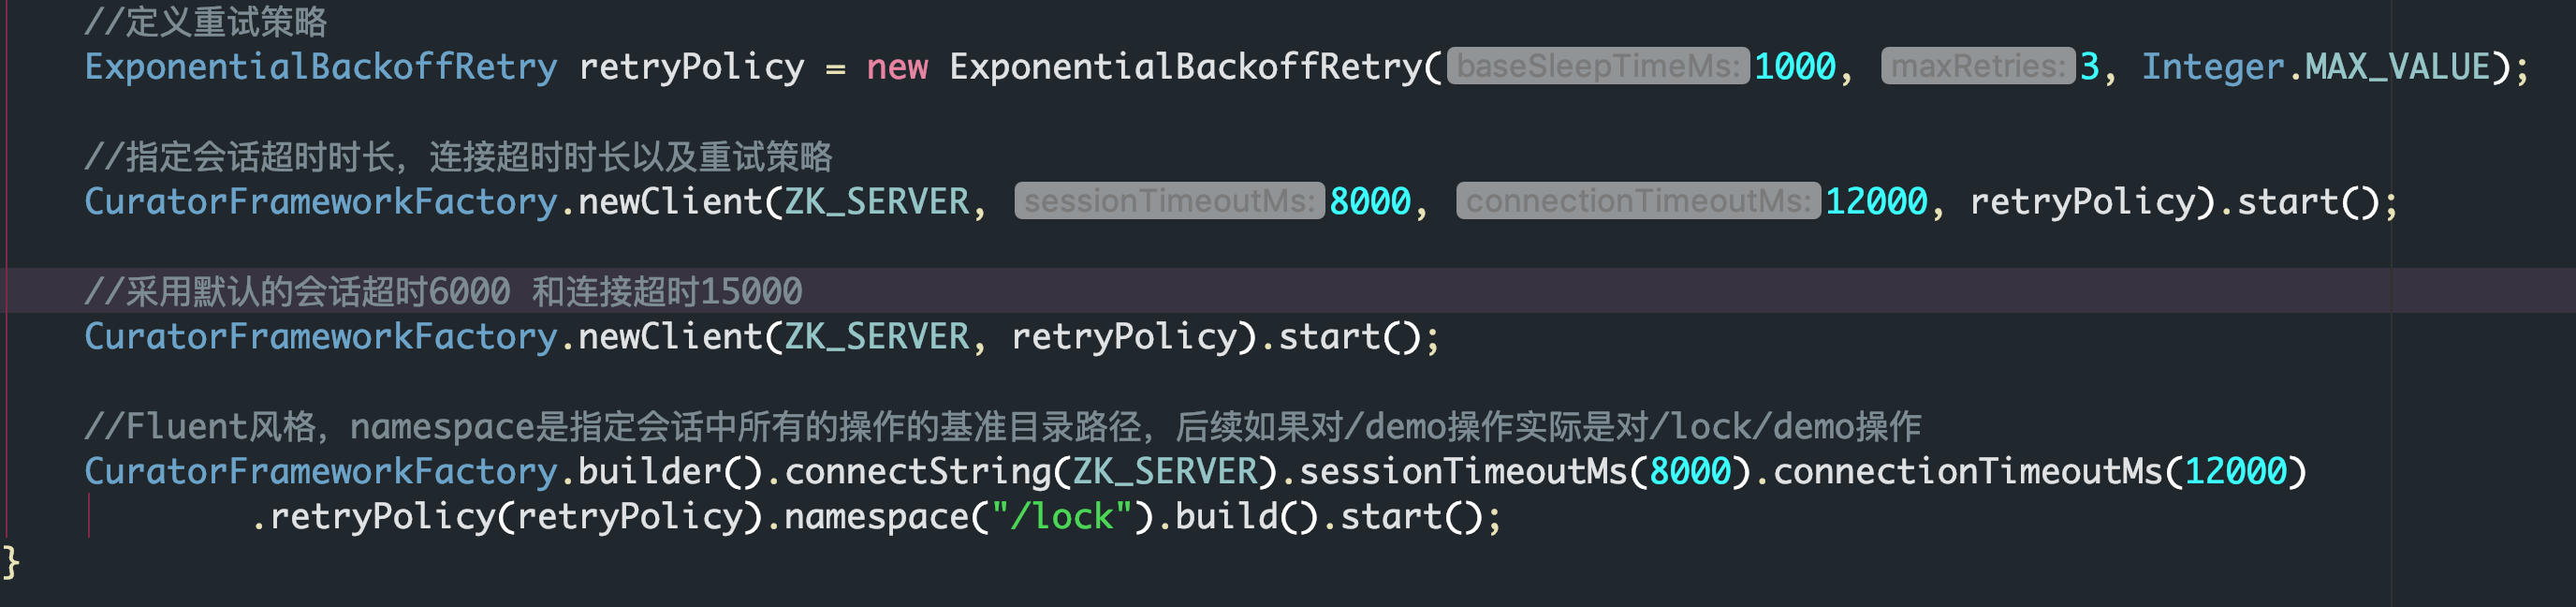 //定义重试策略
ExponentialBackoffRetry retryPolicy = new ExponentialBackoffRetry( baseSleepTimeMs: 1000, maxRetries: 3, Integer.MAX_VALUE);
//指定会话超时时长，连接超时时长以及重试策略
CuratorFrameworkFactory.newClient(ZK_SERVER, sessionTimeoutMs: 8000, connectionTimeoutMs: 12000, retryPolicy).start();
//采用默认的会话超时6000 和连接超时15000
CuratorFrameworkFactory.newClient(ZK_SERVER, retryPolicy).start();
//Fluent风格，namespace是指定会话中所有的操作的基准目录路径，后续如果对/demo操作实际是对/lock/demo操作
CuratorFrameworkFactory.builder().connectString(ZK_SERVER).sessionTimeoutMs(8000).connectionTimeoutMs(12000)
.retryPolicy(retryPolicy).namespace("/lock").build().start();
}